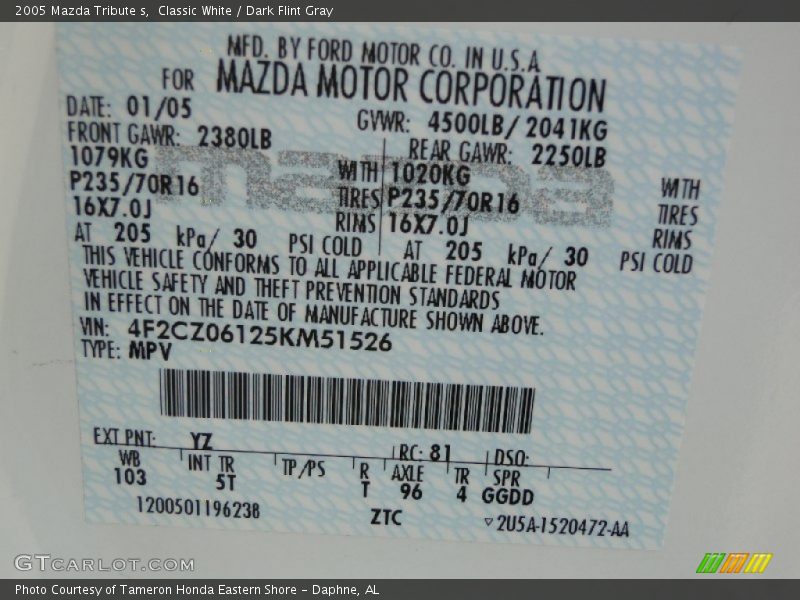 2005 Mazda Tribute s, Classic White / Dark Flint Gray
MFD. BY FORD MOTOR CO. IN U.S.A
FOR MAZDA MOTOR CORPORATION
DATE: 01/05 GVWR: 4500LB/ 2041KG
FRONT GAWR: 2380LB REAR GAWR: 2250LB
1079KG WITH 1020KG WITH
P235/70R16 TIRES P235/70R16 TIRES
16X7.0J RIMS 16X7.0J RIMS
AT 205 kPa/ 30 PSI COLD AT 205 kPa/ 30 PSI COLD
THIS VEHICLE CONFORMS TO ALL APPLICABLE FEDERAL MOTOR
VEHICLE SAFETY AND THEFT PREVENTION STANDARDS
IN EFFECT ON THE DATE OF MANUFACTURE SHOWN ABOVE.
VIN: 4F2CZ06125KM51526
TYPE: MPV
EXT PNT: YZ RC: 81 DSO:
WB INT TR TP/PS R AXLE TR SPR
103 5T T 96 4 GGDD
1200501196238 ZTC ▽2U5A-1520472-AA
mazda
GTCARLOT.COM
Photo Courtesy of Tameron Honda Eastern Shore – Daphne, AL